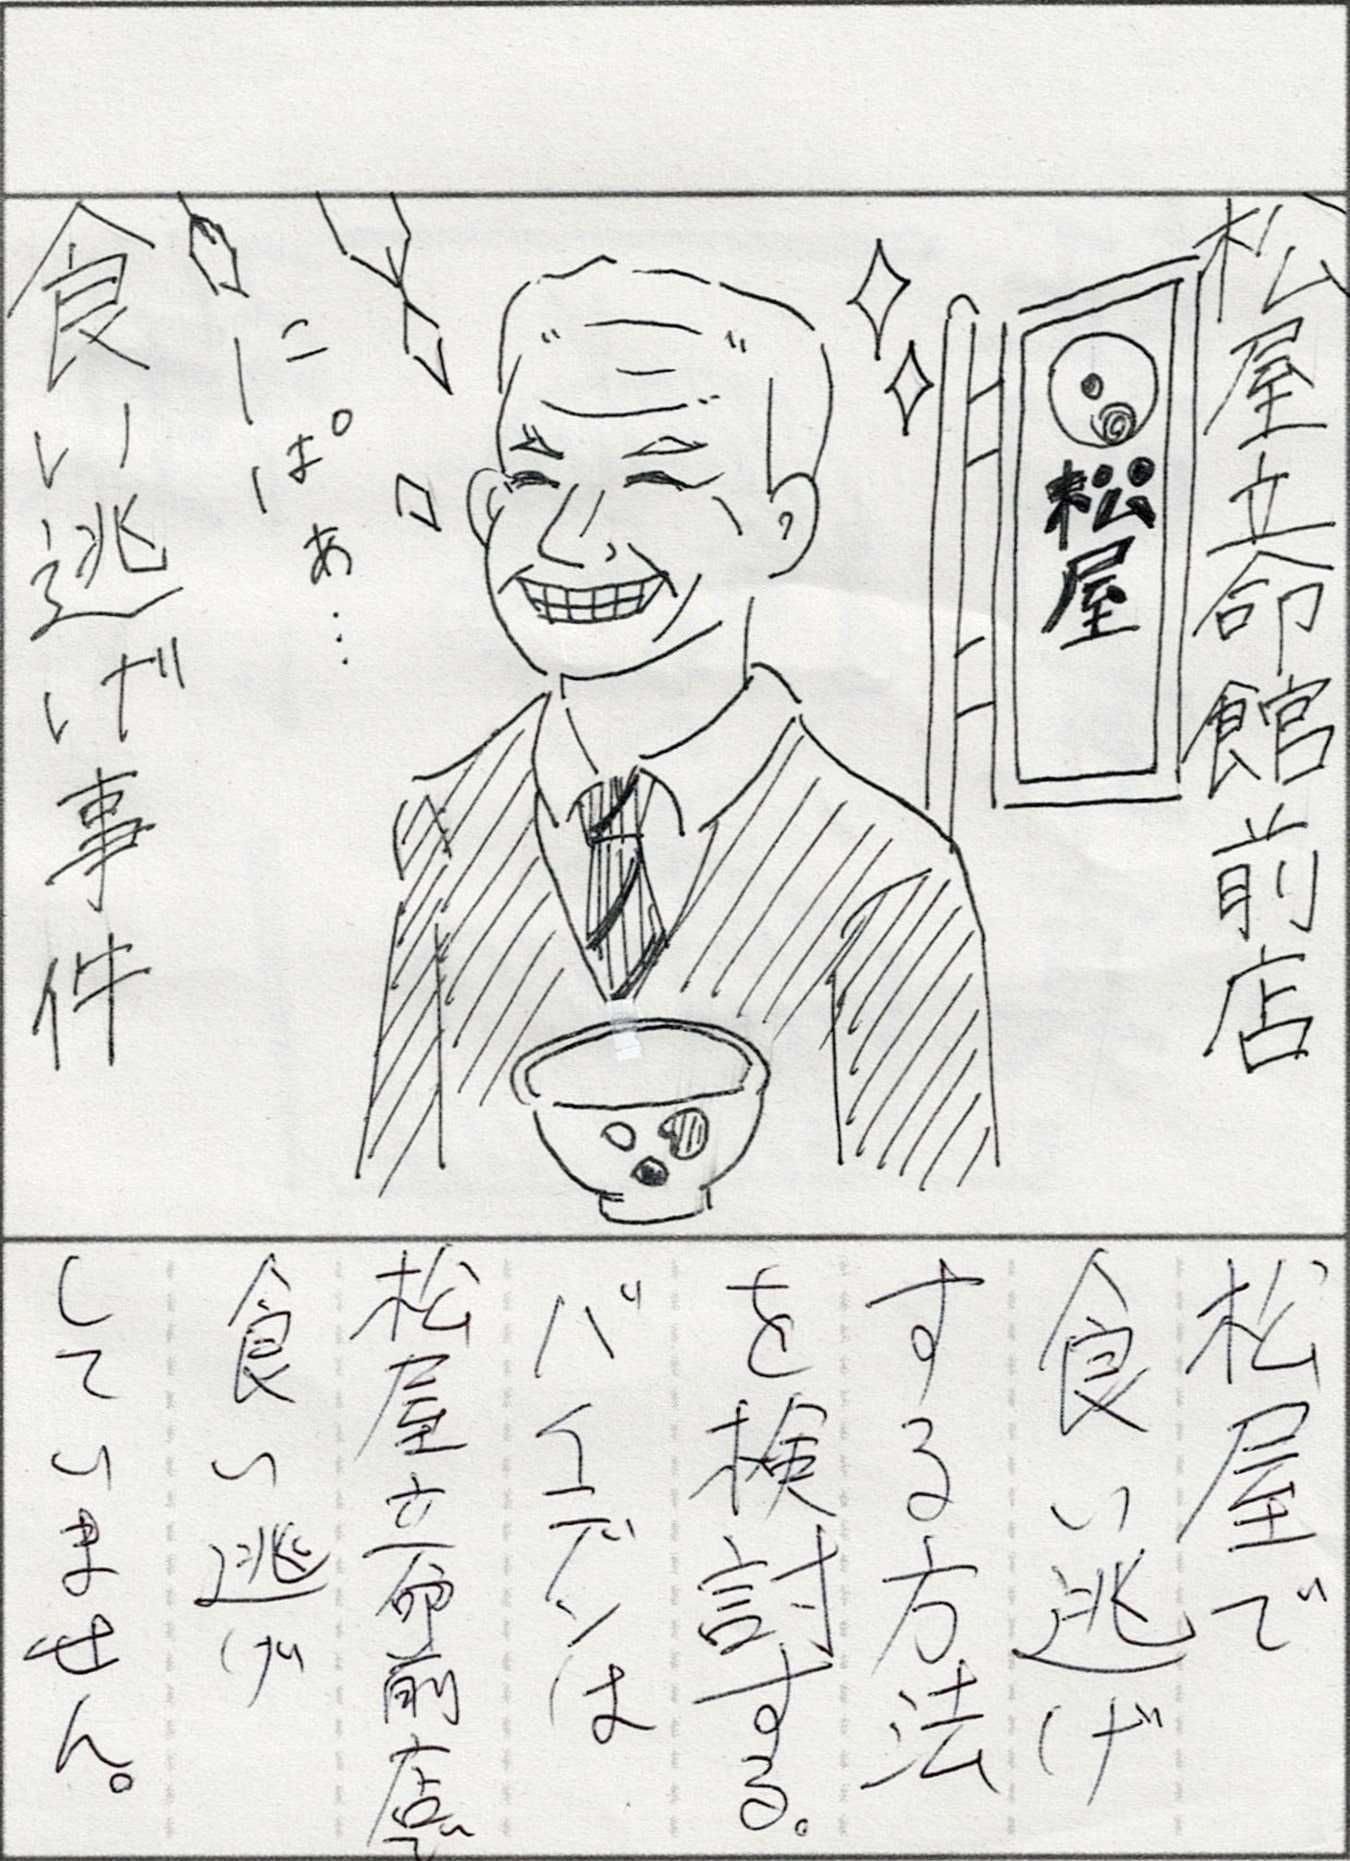 松屋立命館前店
松屋
にぱぁ…
食い逃げ事件
松屋で
食い逃げ
する方法
を検討する。
バイデンは
松屋立命前店で
食い逃げ
していません。